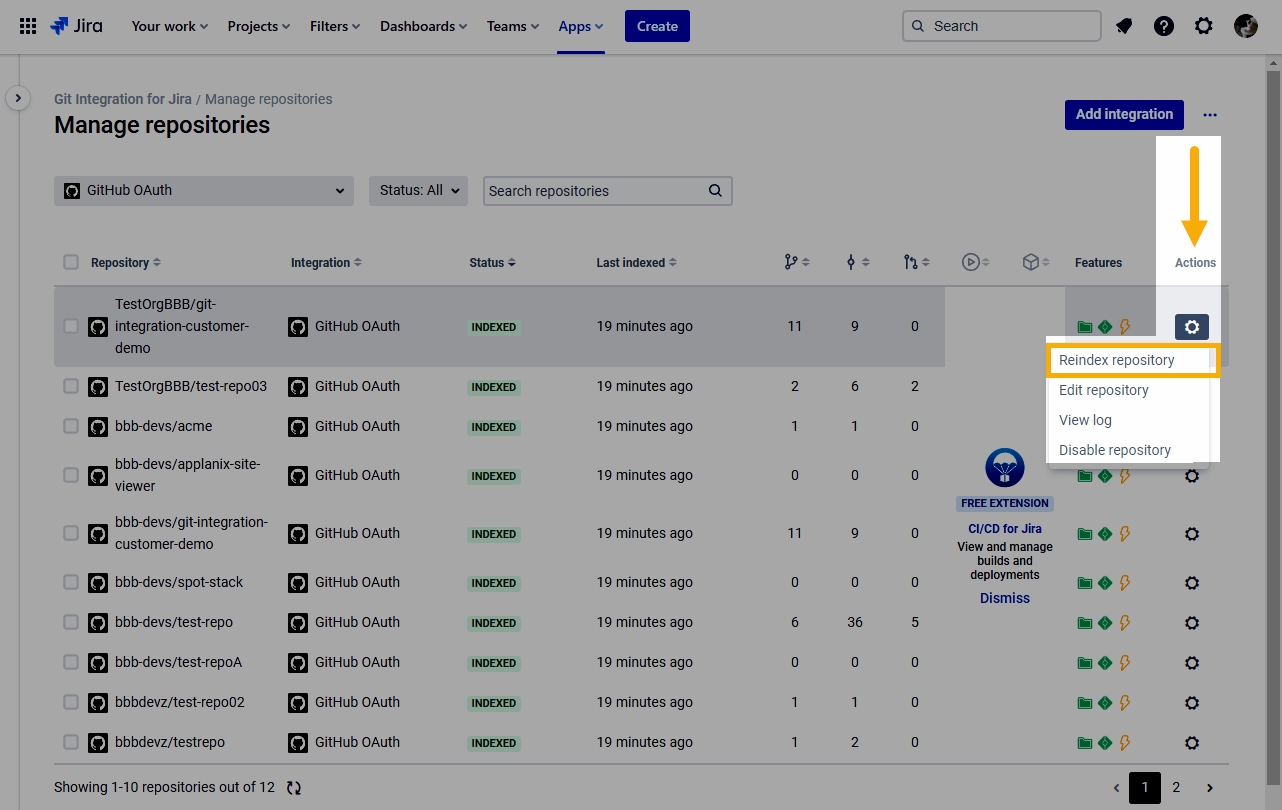 Jira Your work Projects Filters Dashboards Teams Apps Create Search
Git Integration for Jira / Manage repositories
Manage repositories
Add integration
GitHub OAuth Status: All Search repositories
Repository Integration Status Last indexed Features Actions
TestOrgBBB/git-
integration-customer-
demo
GitHub OAuth INDEXED 19 minutes ago 11 9 0
Reindex repository
Edit repository
View log
Disable repository
TestOrgBBB/test-repo03 GitHub OAuth INDEXED 19 minutes ago 2 6 2
bbb-devs/acme GitHub OAuth INDEXED 19 minutes ago 1 1 0
bbb-devs/applanix-site-
viewer
GitHub OAuth INDEXED 19 minutes ago 0 0 0
FREE EXTENSION
CI/CD for Jira
View and manage
builds and
deployments
Dismiss
bbb-devs/git-integration-
customer-demo
GitHub OAuth INDEXED 19 minutes ago 11 9 0
bbb-devs/spot-stack GitHub OAuth INDEXED 19 minutes ago 0 0 0
bbb-devs/test-repo GitHub OAuth INDEXED 19 minutes ago 6 36 5
bbb-devs/test-repoA GitHub OAuth INDEXED 19 minutes ago 0 0 0
bbbdevz/test-repo02 GitHub OAuth INDEXED 19 minutes ago 1 1 0
bbbdevz/testrepo GitHub OAuth INDEXED 19 minutes ago 1 2 0
Showing 1-10 repositories out of 12 1 2